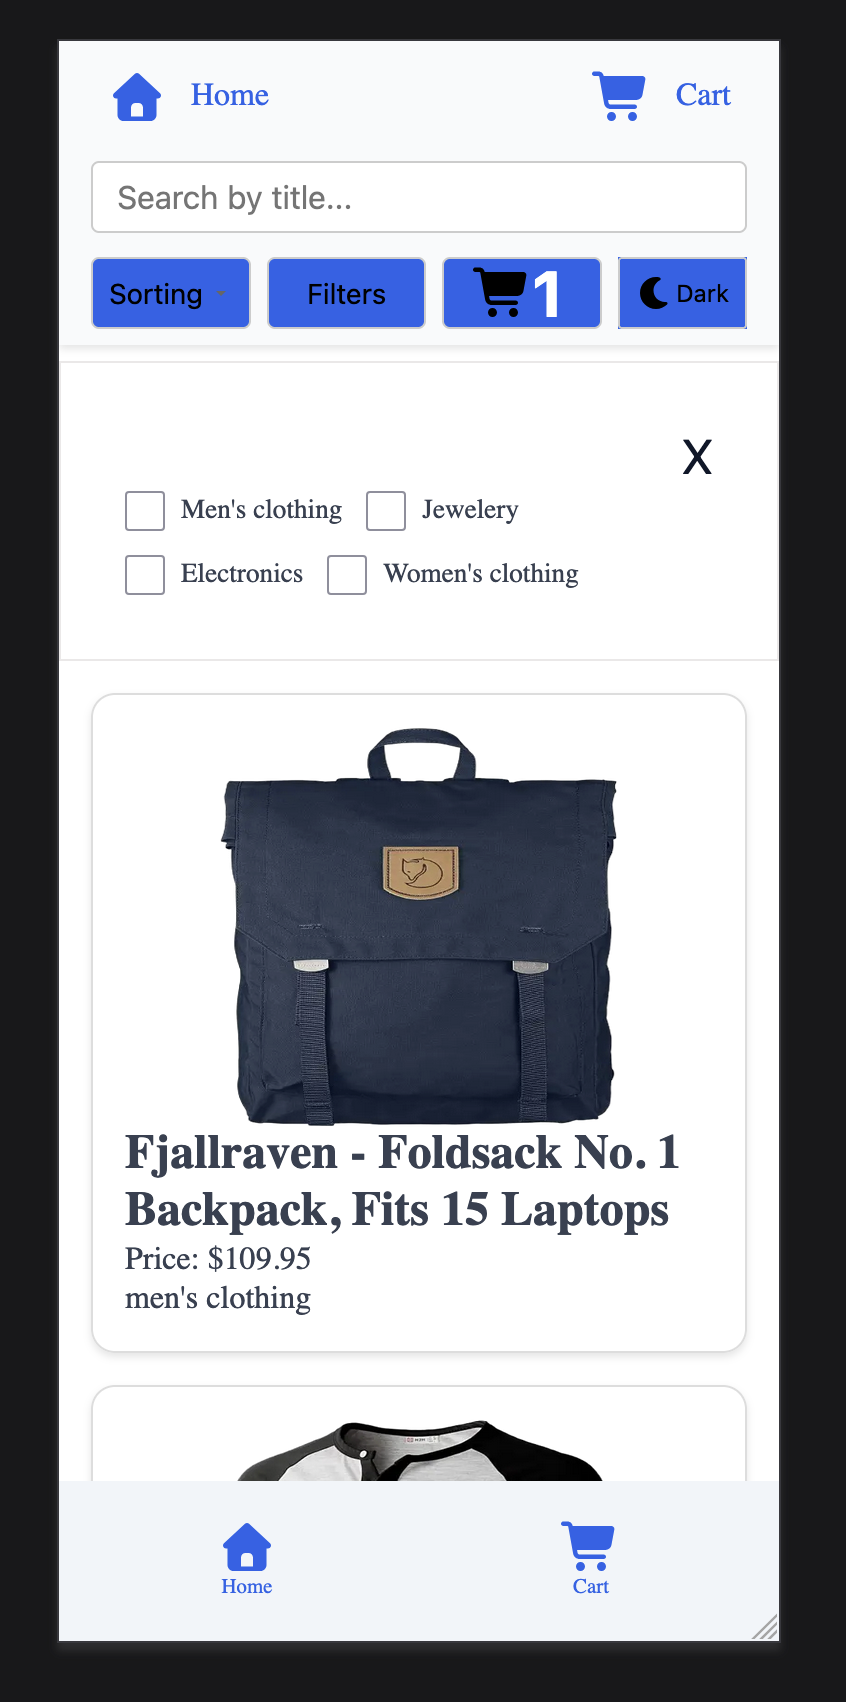 Home Cart
Search by title...
Sorting Filters 1 Dark
X
Men's clothing Jewelery
Electronics Women's clothing
Fjallraven - Foldsack No. 1
Backpack, Fits 15 Laptops
Price: $109.95
men's clothing
Home Cart